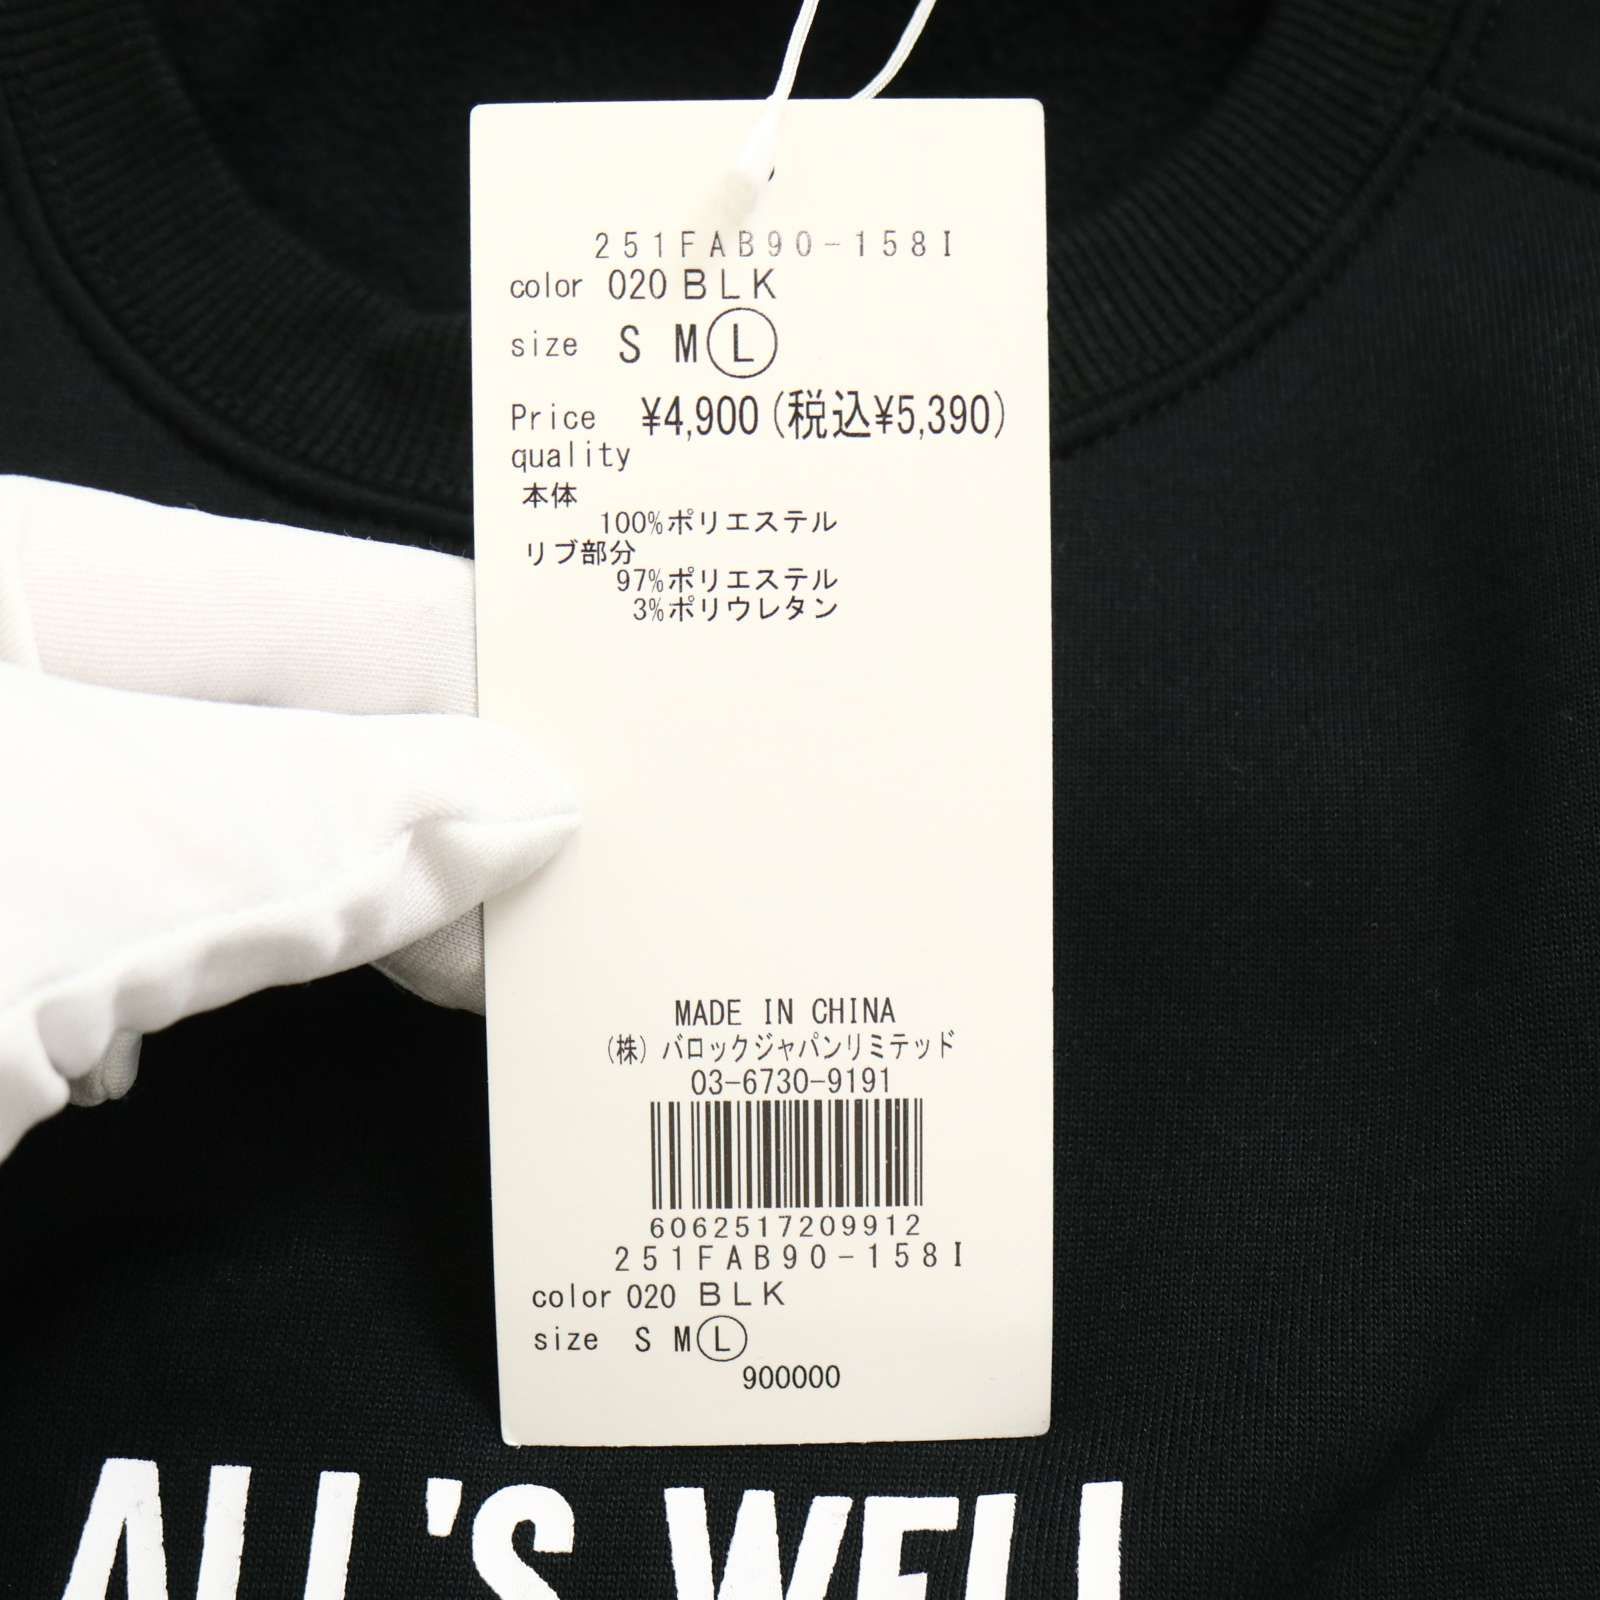 251FAB90-158I
color 020 BLK
size S M L
Price ¥4,900(税込¥5,390)
quality
本体
100%ポリエステル
リブ部分
97%ポリエステル
3%ポリウレタン
MADE IN CHINA
(株)バロックジャパンリミテッド
03-6730-9191
6062517209912
251FAB90-158I
color 020 BLK
size S M L
900000
ALL'S WELL